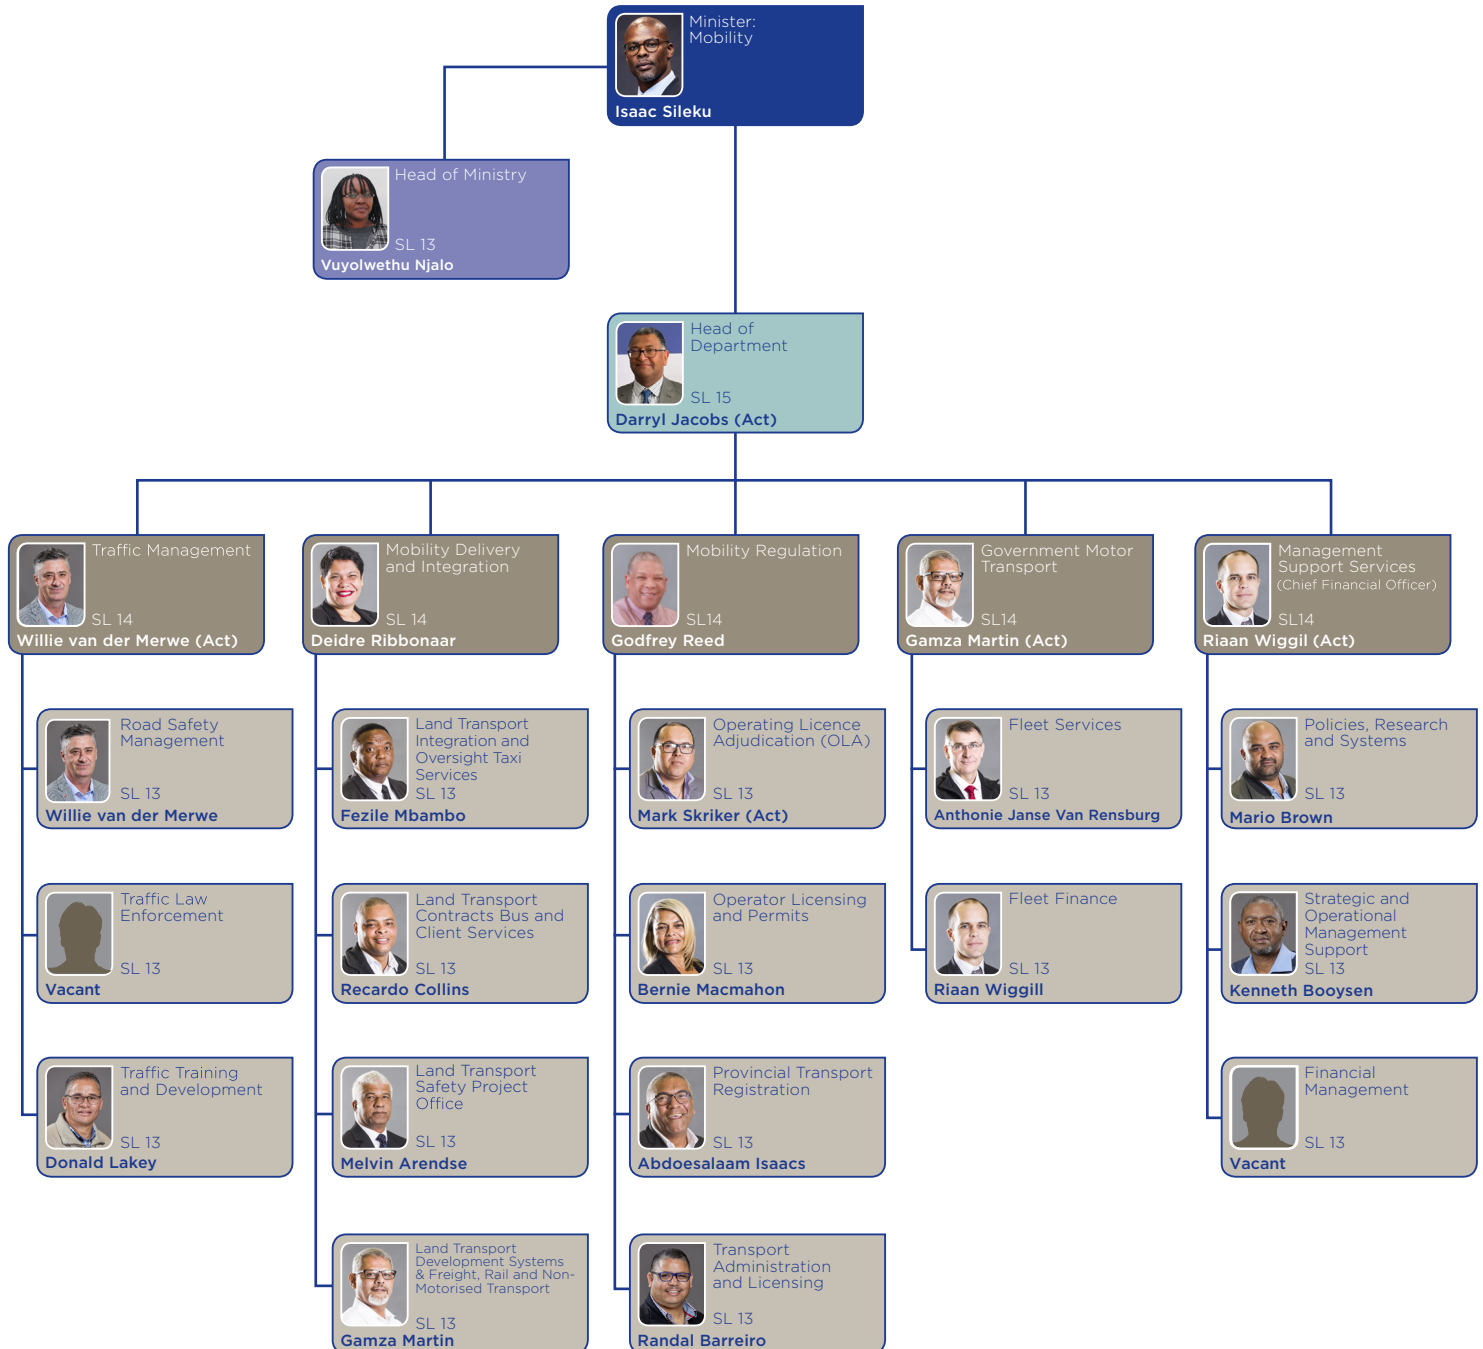 Minister:
Mobility
Isaac Sileku
Head of Ministry
SL 13
Vuyolwethu Njalo
Head of
Department
SL 15
Darryl Jacobs (Act)
Traffic Management
SL 14
Willie van der Merwe (Act)
Mobility Delivery
and Integration
SL 14
Deidre Ribbonaar
Mobility Regulation
SL14
Godfrey Reed
Government Motor
Transport
SL14
Gamza Martin (Act)
Management
Support Services
(Chief Financial Officer)
SL14
Riaan Wiggil (Act)
Road Safety
Management
SL 13
Willie van der Merwe
Traffic Law
Enforcement
SL 13
Vacant
Traffic Training
and Development
SL 13
Donald Lakey
Land Transport
Integration and
Oversight Taxi
Services
SL 13
Fezile Mbambo
Land Transport
Contracts Bus and
Client Services
SL 13
Recardo Collins
Land Transport
Safety Project
Office
SL 13
Melvin Arendse
Land Transport
Development Systems
& Freight, Rail and Non-
Motorised Transport
SL 13
Gamza Martin
Operating Licence
Adjudication (OLA)
SL 13
Mark Skriker (Act)
Operator Licensing
and Permits
SL 13
Bernie Macmahon
Provincial Transport
Registration
SL 13
Abdoesalaam Isaacs
Transport
Administration
and Licensing
SL 13
Randal Barreiro
Fleet Services
SL 13
Anthonie Janse Van Rensburg
Fleet Finance
SL 13
Riaan Wiggill
Policies, Research
and Systems
SL 13
Mario Brown
Strategic and
Operational
Management
Support
SL 13
Kenneth Booysen
Financial
Management
SL 13
Vacant